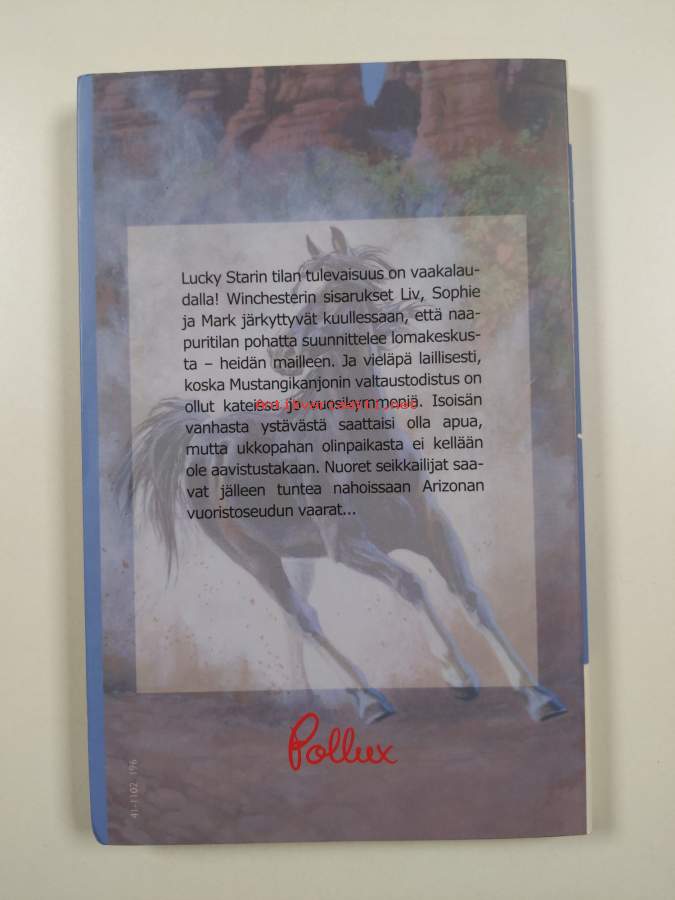 Lucky Starin tilan tulevaisuus on vaakalau-
dalla! Winchesterin sisarukset Liv, Sophie
ja Mark järkyttyvät kuullessaan, että naa-
puritilan pohatta suunnittelee lomakeskus-
ta – heidän mailleen. Ja vieläpä laillisesti,
koska Mustangikanjonin valtaustodistus on
ollut kateissa jo vuosikymmeniä. Isoisän
vanhasta ystävästä saattaisi olla apua,
mutta ukkopahan olinpaikasta ei kellään
ole aavistustakaan. Nuoret seikkailijat saa-
vat jälleen tuntea nahoissaan Arizonan
vuoristoseudun vaarat...
Pollux
41-1102-196